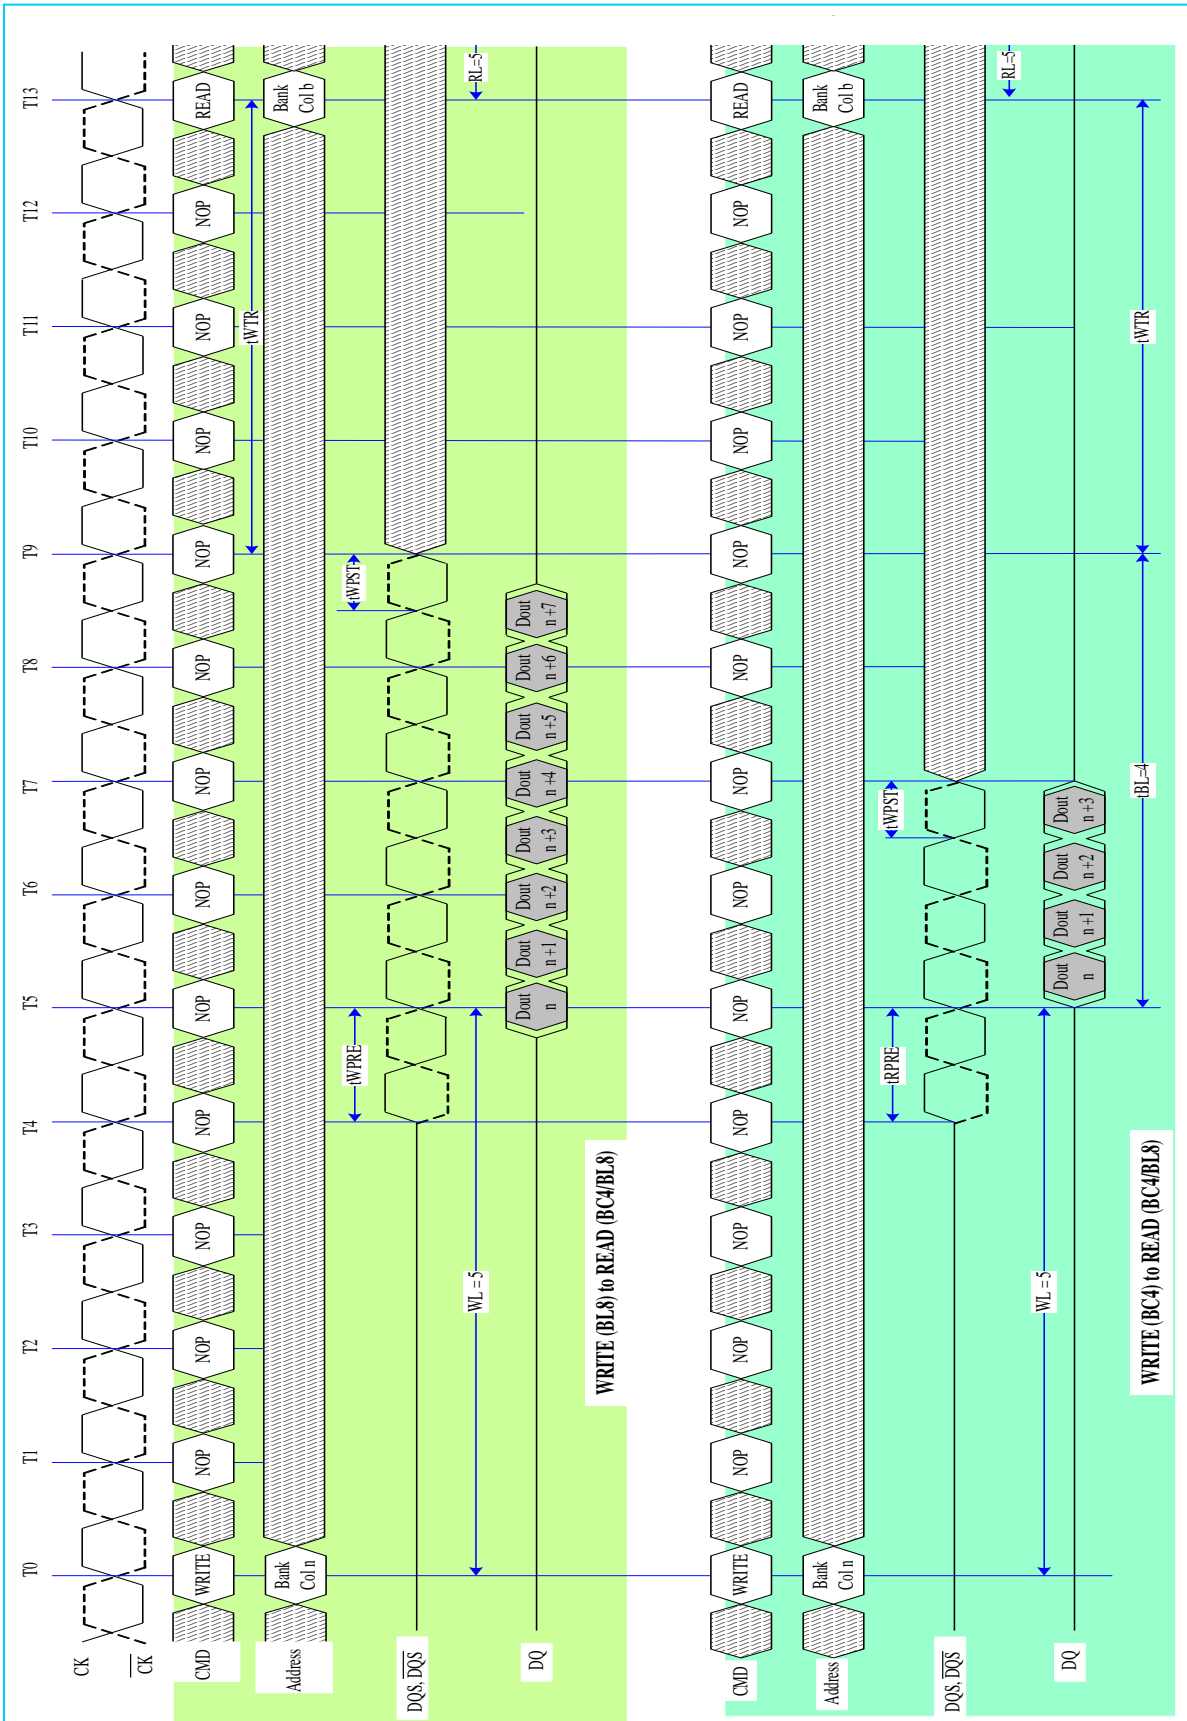 T0 T1 T2 T3 T4 T5 T6 T7 T8 T9 T10 T11 T12 T13
CK
CK
CMD WRITE NOP NOP NOP NOP NOP NOP NOP NOP NOP NOP NOP NOP READ
tWTR
Address Bank Bank
Col n Col b
tWPRE tWPST
DQS, DQS
WL = 5 RL=5
DQ Dout Dout Dout Dout Dout Dout Dout Dout
n n+1 n+2 n+3 n+4 n+5 n+6 n+7
WRITE (BL8) to READ (BC4/BL8)
CMD WRITE NOP NOP NOP NOP NOP NOP NOP NOP NOP NOP NOP NOP READ
Address Bank Bank
Col n Col b
tRPRE tWPST
DQS, DQS
RL=5
WL = 5
DQ Dout Dout Dout Dout
n n+1 n+2 n+3
tBL=4 tWTR
WRITE (BC4) to READ (BC4/BL8)